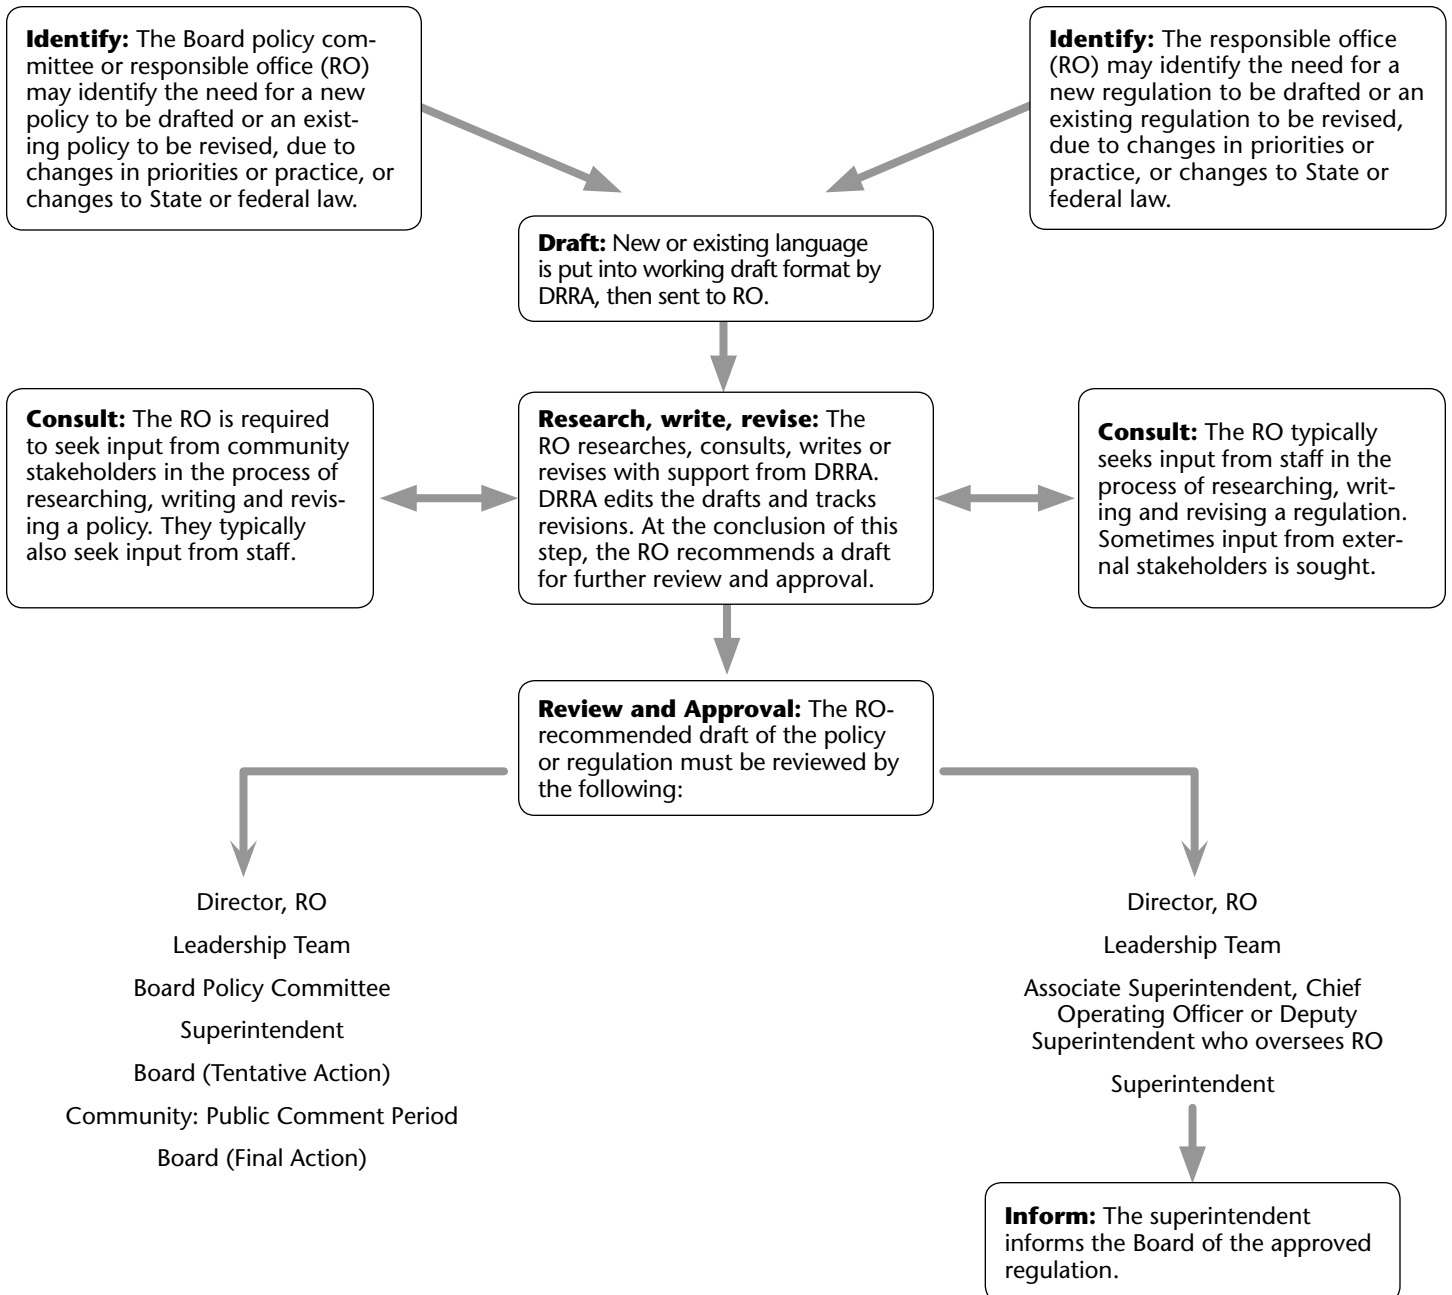 Identify: The Board policy com-
mittee or responsible office (RO)
may identify the need for a new
policy to be drafted or an exist-
ing policy to be revised, due to
changes in priorities or practice, or
changes to State or federal law.
Identify: The responsible office
(RO) may identify the need for a
new regulation to be drafted or an
existing regulation to be revised,
due to changes in priorities or
practice, or changes to State or
federal law.
Draft: New or existing language
is put into working draft format by
DRRA, then sent to RO.
Consult: The RO is required
to seek input from community
stakeholders in the process of
researching, writing and revis-
ing a policy. They typically
also seek input from staff.
Research, write, revise: The
RO researches, consults, writes or
revises with support from DRRA.
DRRA edits the drafts and tracks
revisions. At the conclusion of this
step, the RO recommends a draft
for further review and approval.
Consult: The RO typically
seeks input from staff in the
process of researching, writ-
ing and revising a regulation.
Sometimes input from exter-
nal stakeholders is sought.
Review and Approval: The RO-
recommended draft of the policy
or regulation must be reviewed by
the following:
Director, RO
Leadership Team
Board Policy Committee
Superintendent
Board (Tentative Action)
Community: Public Comment Period
Board (Final Action)
Director, RO
Leadership Team
Associate Superintendent, Chief
Operating Officer or Deputy
Superintendent who oversees RO
Superintendent
Inform: The superintendent
informs the Board of the approved
regulation.